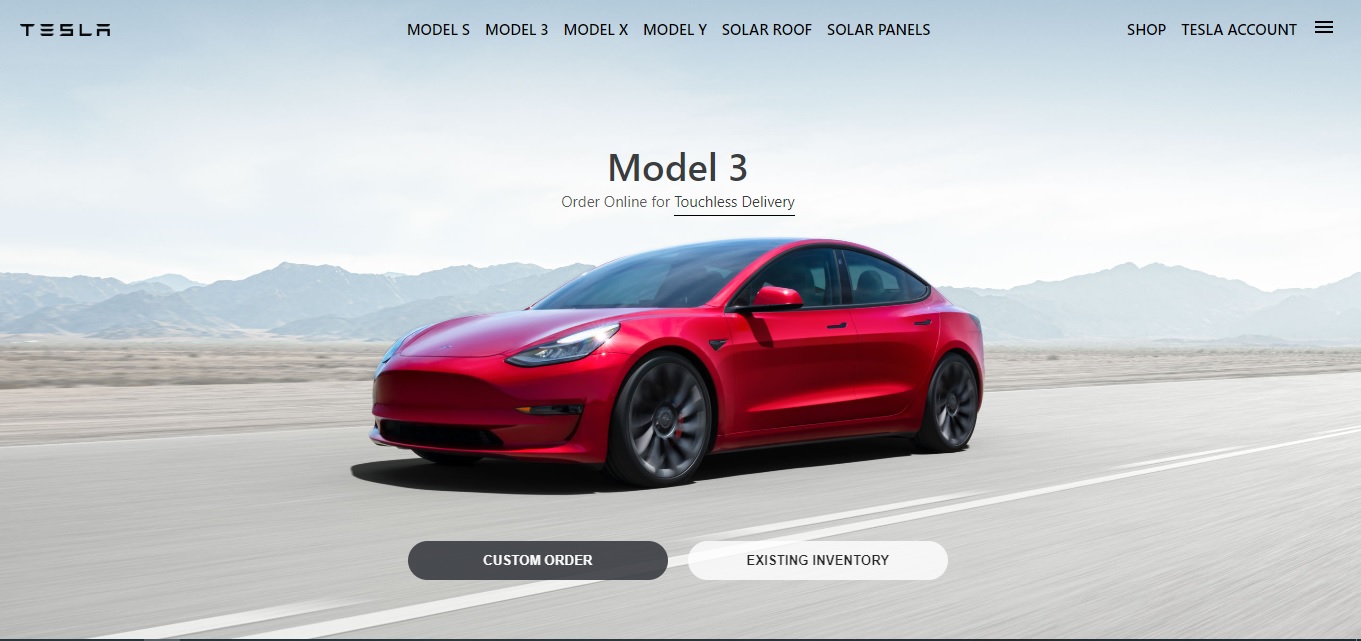 TESLA MODEL S MODEL 3 MODEL X MODEL Y SOLAR ROOF SOLAR PANELS SHOP TESLA ACCOUNT
Model 3
Order Online for Touchless Delivery
CUSTOM ORDER EXISTING INVENTORY